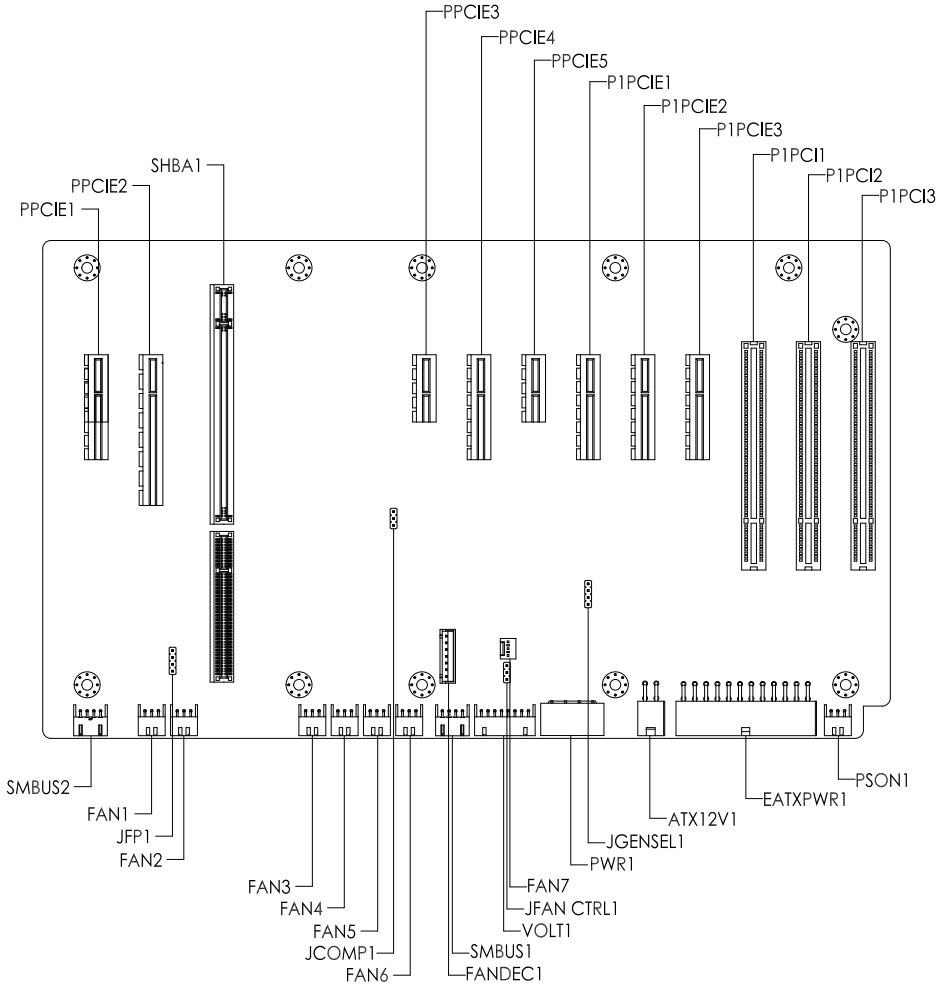 PPCIE3
PPCIE4
PPCIE5
P1PCIE1
P1PCIE2
P1PCIE3
P1PCI1
P1PCI2
P1PCI3
SHBA1
PPCIE2
PPCIE1
SMBUS2
FAN1
JFP1
FAN2
FAN3
FAN4
FAN5
JCOMP1
FAN6
PSON1
EATXPWR1
ATX12V1
JGENSEL1
PWR1
FAN7
JFAN CTRL1
VOLT1
SMBUS1
FANDEC1